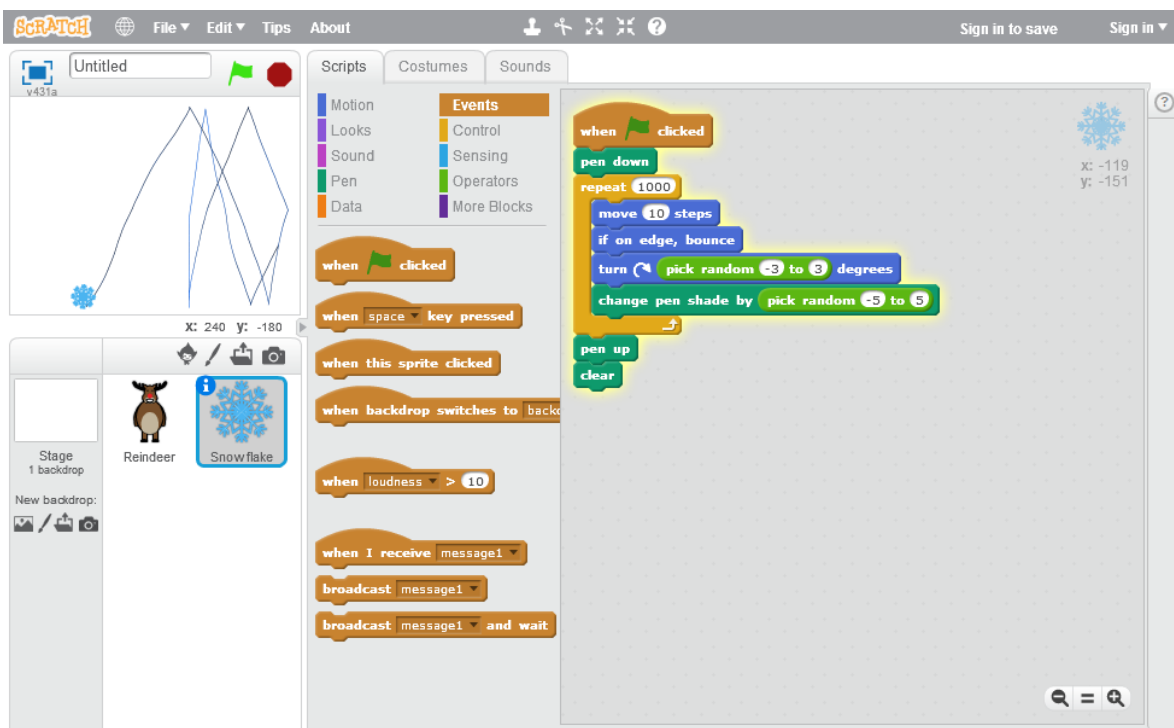 SCRATCH File Edit Tips About Sign in to save Sign in
Untitled
v431a
X: 240 Y: -180
Reindeer
Snowflake
Stage
1 backdrop
New backdrop:
Scripts Costumes Sounds
Motion Events
Looks Control
Sound Sensing
Pen Operators
Data More Blocks
when clicked
when space key pressed
when this sprite clicked
when backdrop switches to backd
when loudness > 10
when I receive message1
broadcast message1
broadcast message1 and wait
when clicked
pen down
repeat 1000
move 10 steps
if on edge, bounce
turn pick random -3 to 3 degrees
change pen shade by pick random -5 to 5
pen up
clear
x: -119
y: -151